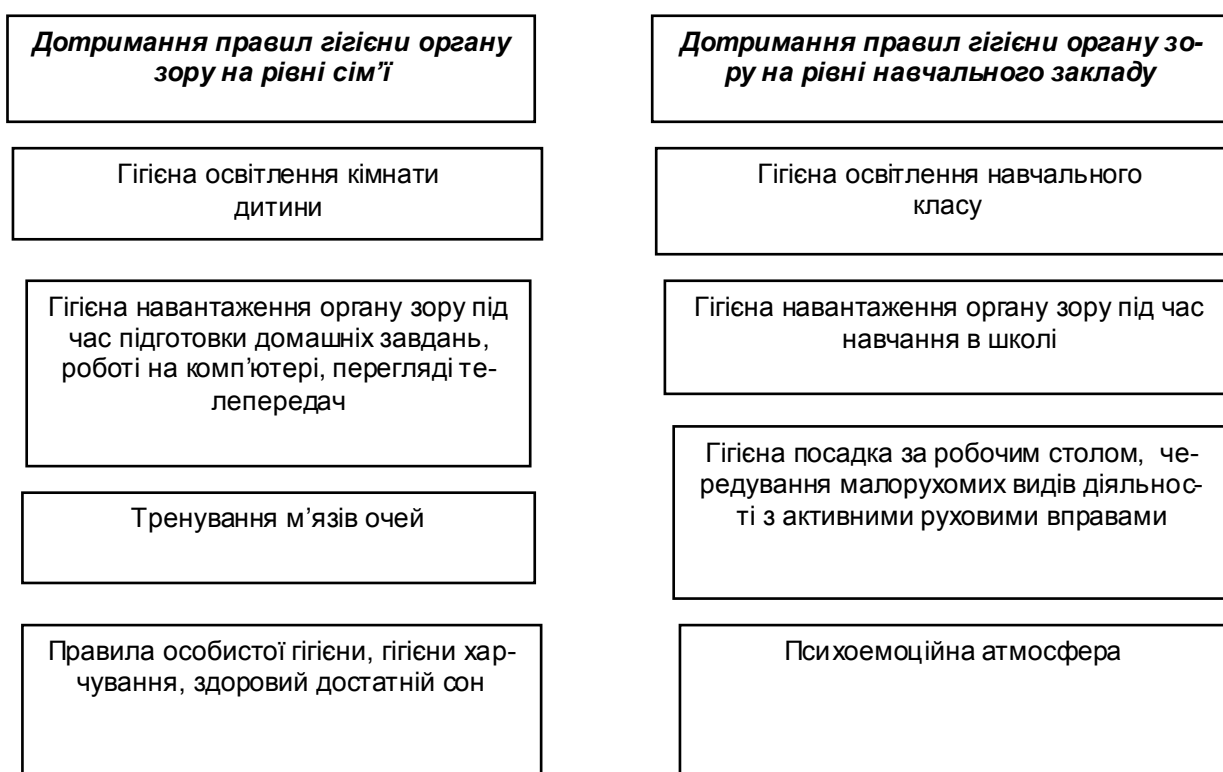 Дотримання правил гігієни органу
зору на рівні сім’ї
Гігієна освітлення кімнати
дитини
Гігієна навантаження органу зору під
час підготовки домашніх завдань,
роботі на комп’ютері, перегляді те-
лепередач
Тренування м’язів очей
Правила особистої гігієни, гігієни хар-
чування, здоровий достатній сон
Дотримання правил гігієни органу зо-
ру на рівні навчального закладу
Гігієна освітлення навчального
класу
Гігієна навантаження органу зору під час
навчання в школі
Гігієна посадка за робочим столом, че-
редування малорухомих видів діяльнос-
ті з активними руховими вправами
Психоемоційна атмосфера